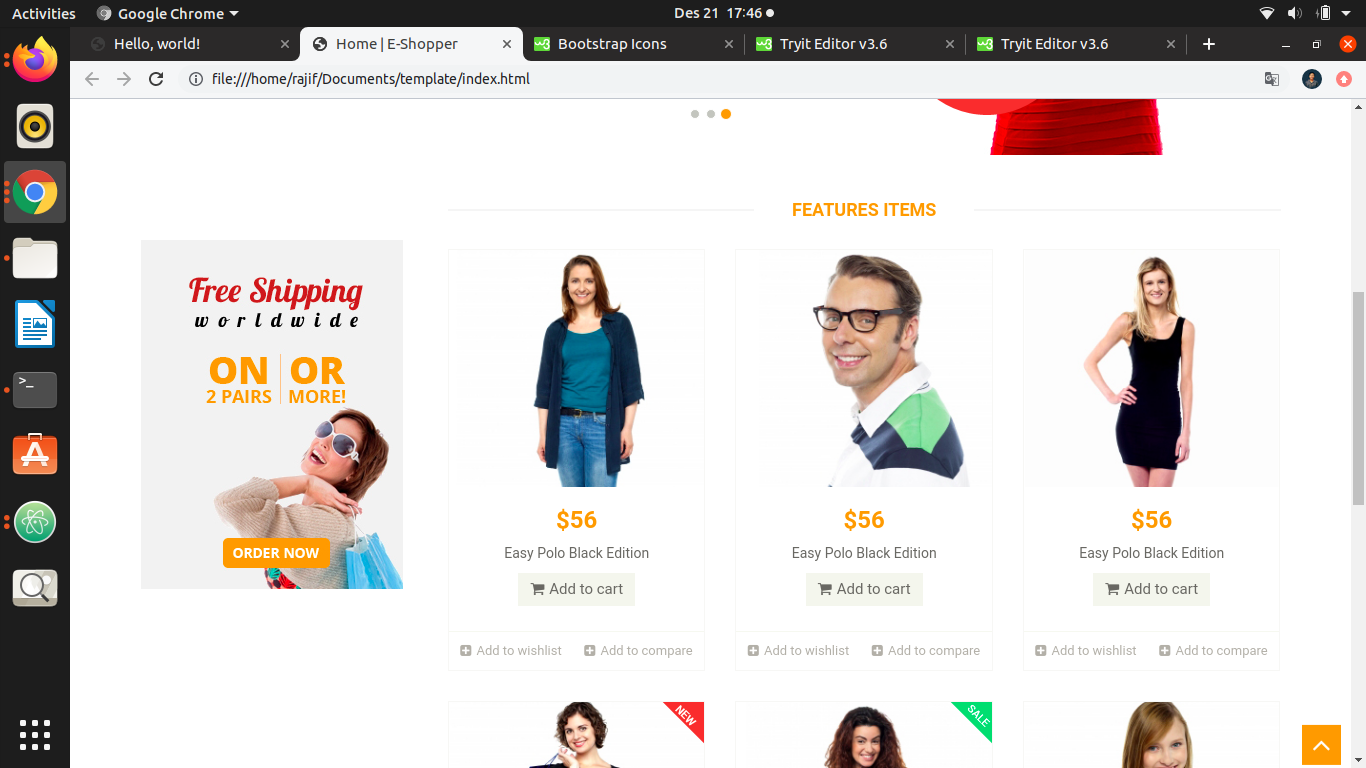 Activities
Google Chrome
Des 21 17:46
Hello, world!
Home | E-Shopper
Bootstrap Icons
Tryit Editor v3.6
Tryit Editor v3.6
file:///home/rajif/Documents/template/index.html
FEATURES ITEMS
Free Shipping
worldwide
ON OR
2 PAIRS MORE!
ORDER NOW
$56
Easy Polo Black Edition
Add to cart
Add to wishlist Add to compare
$56
Easy Polo Black Edition
Add to cart
Add to wishlist Add to compare
$56
Easy Polo Black Edition
Add to cart
Add to wishlist Add to compare
NEW
SALE